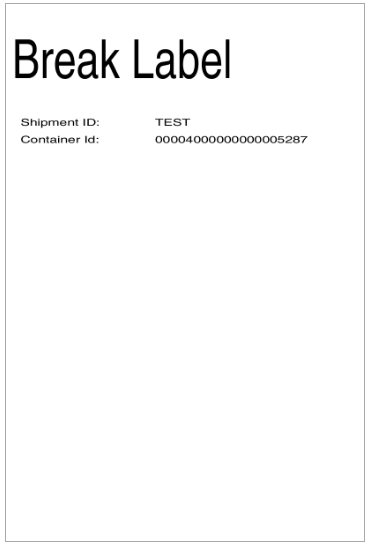 Break Label
Shipment ID: TEST
Container Id: 00004000000000005287